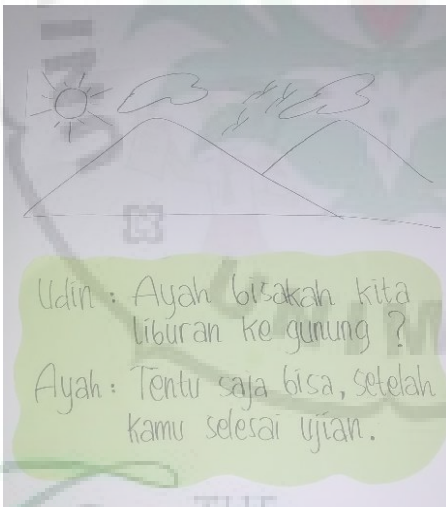 Udin : Ayah bisakah kita
liburan ke gunung ?
Ayah : Tentu saja bisa, setelah
kamu selesai ujian.